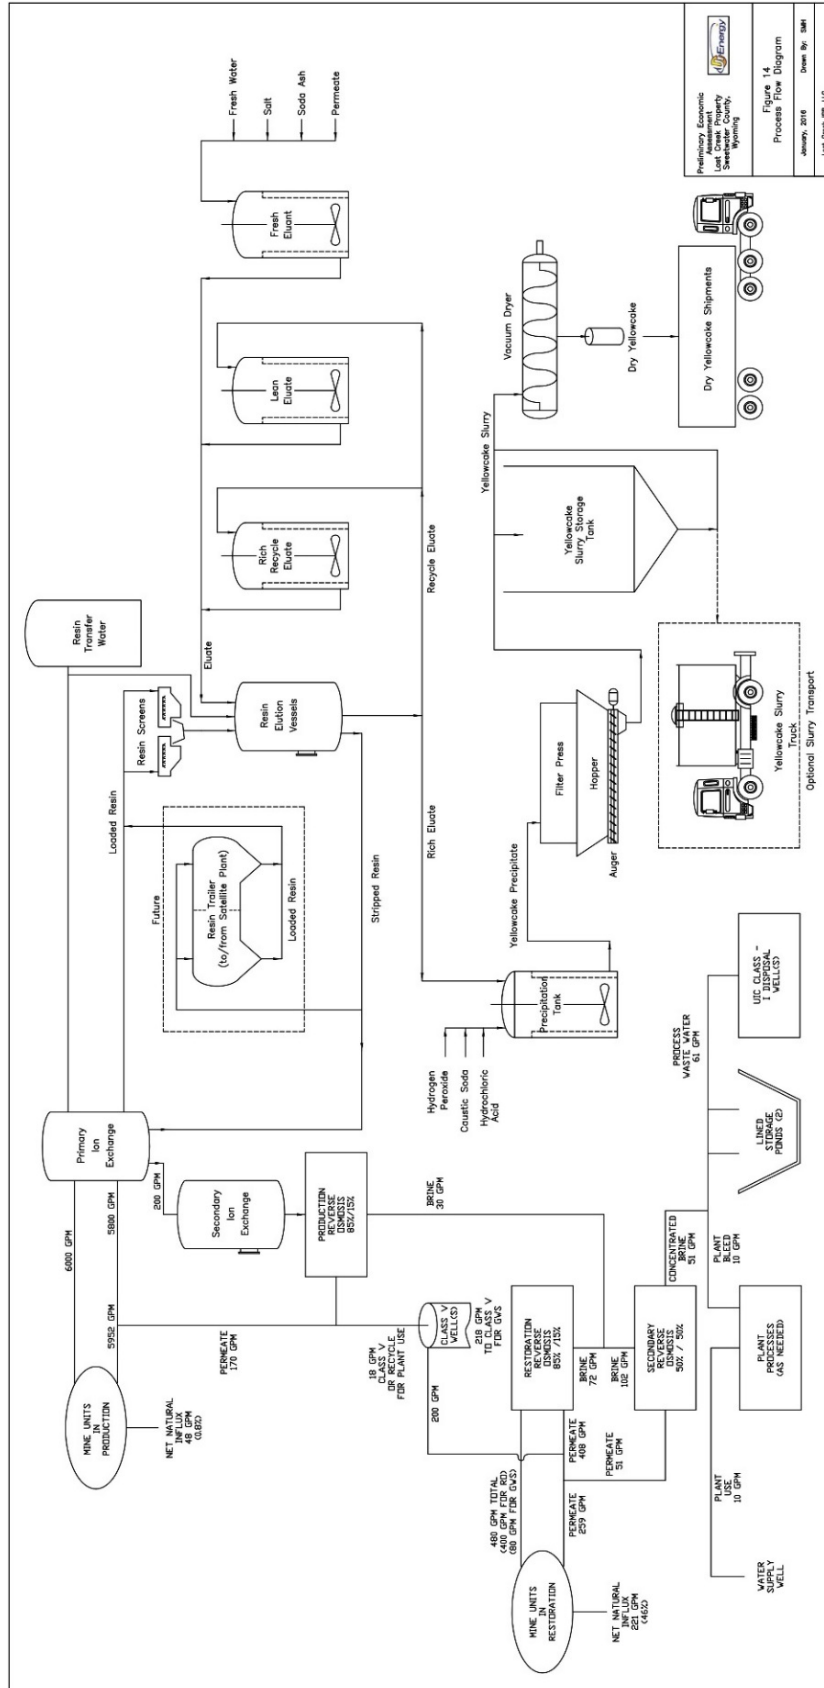 Fresh Water
Salt
Soda Ash
Permeate
Fresh
Eluant
Lean
Eluate
Rich
Recycle
Eluate
Resin
Transfer
Water
Resin Screens
Eluate
Resin
Elution
Vessels
Loaded Resin
Future
Resin Trailer
(to/from Satellite Plant)
Loaded Resin
Stripped Resin
Primary
Ion
Exchange
6000 GPM
5800 GPM
5952 GPM
200 GPM
Secondary
Ion
Exchange
PRODUCTION
REVERSE
OSMOSIS
85%/15%
MINE UNITS
IN
PRODUCTION
NET NATURAL
INFLUX
48 GPM
(0.8%)
PERMEATE
170 GPM
BRINE
30 GPM
18 GPM
CLASS V
OR RECYCLE
FOR PLANT USE
CLASS V
WELL(S)
218 GPM
TO CLASS V
FOR GWS
200 GPM
Rich Eluate
Recycle Eluate
Hydrogen
Peroxide
Caustic Soda
Hydrochloric
Acid
Precipitation
Tank
Yellowcake Precipitate
Filter Press
Hopper
Auger
Yellowcake Slurry
Yellowcake
Slurry Storage
Tank
Vacuum Dryer
Dry Yellowcake
Dry Yellowcake Shipments
Yellowcake Slurry
Truck
Optional Slurry Transport
RESTORATION
REVERSE
OSMOSIS
85% /15%
BRINE
72 GPM
BRINE
102 GPM
SECONDARY
REVERSE
OSMOSIS
50% / 50%
PERMEATE
408 GPM
PERMEATE
51 GPM
PERMEATE
259 GPM
480 GPM TOTAL
(400 GPM FOR RO)
(80 GPM FOR GWS)
MINE UNITS
IN
RESTORATION
NET NATURAL
INFLUX
221 GPM
(46%)
CONCENTRATED
BRINE
51 GPM
PLANT
BLEED
10 GPM
PROCESS
WASTE WATER
61 GPM
LINED
STORAGE
PONDS (2)
UIC CLASS -
I DISPOSAL
WELL(S)
PLANT
PROCESSES
(AS NEEDED)
PLANT
USE
10 GPM
WATER
SUPPLY
WELL
Preliminary Economic
Assessment
Lost Creek Property
Sweetwater County,
Wyoming
Energy
Figure 14
Process Flow Diagram
January, 2016
Drawn By: SMH